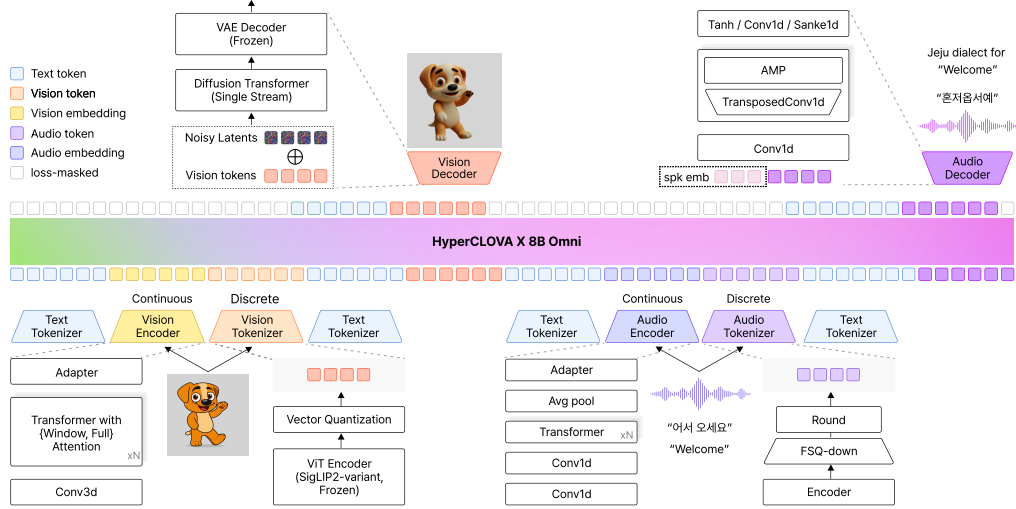 VAE Decoder
(Frozen)
Diffusion Transformer
(Single Stream)
Noisy Latents
Vision tokens
Vision
Decoder
Text token
Vision token
Vision embedding
Audio token
Audio embedding
loss-masked
Tanh / Conv1d / Sanke1d
AMP
TransposedConv1d
Conv1d
spk emb
Jeju dialect for
“Welcome”
“혼저옵서예”
Audio
Decoder
HyperCLOVA X 8B Omni
Continuous
Discrete
Text
Tokenizer
Vision
Encoder
Vision
Tokenizer
Text
Tokenizer
Adapter
Transformer with
{Window, Full}
Attention
xN
Conv3d
Vector Quantization
ViT Encoder
(SigLIP2-variant,
Frozen)
Continuous
Discrete
Text
Tokenizer
Audio
Encoder
Audio
Tokenizer
Text
Tokenizer
Adapter
Avg pool
Transformer
xN
Conv1d
Conv1d
“어서 오세요”
“Welcome”
Round
FSQ-down
Encoder